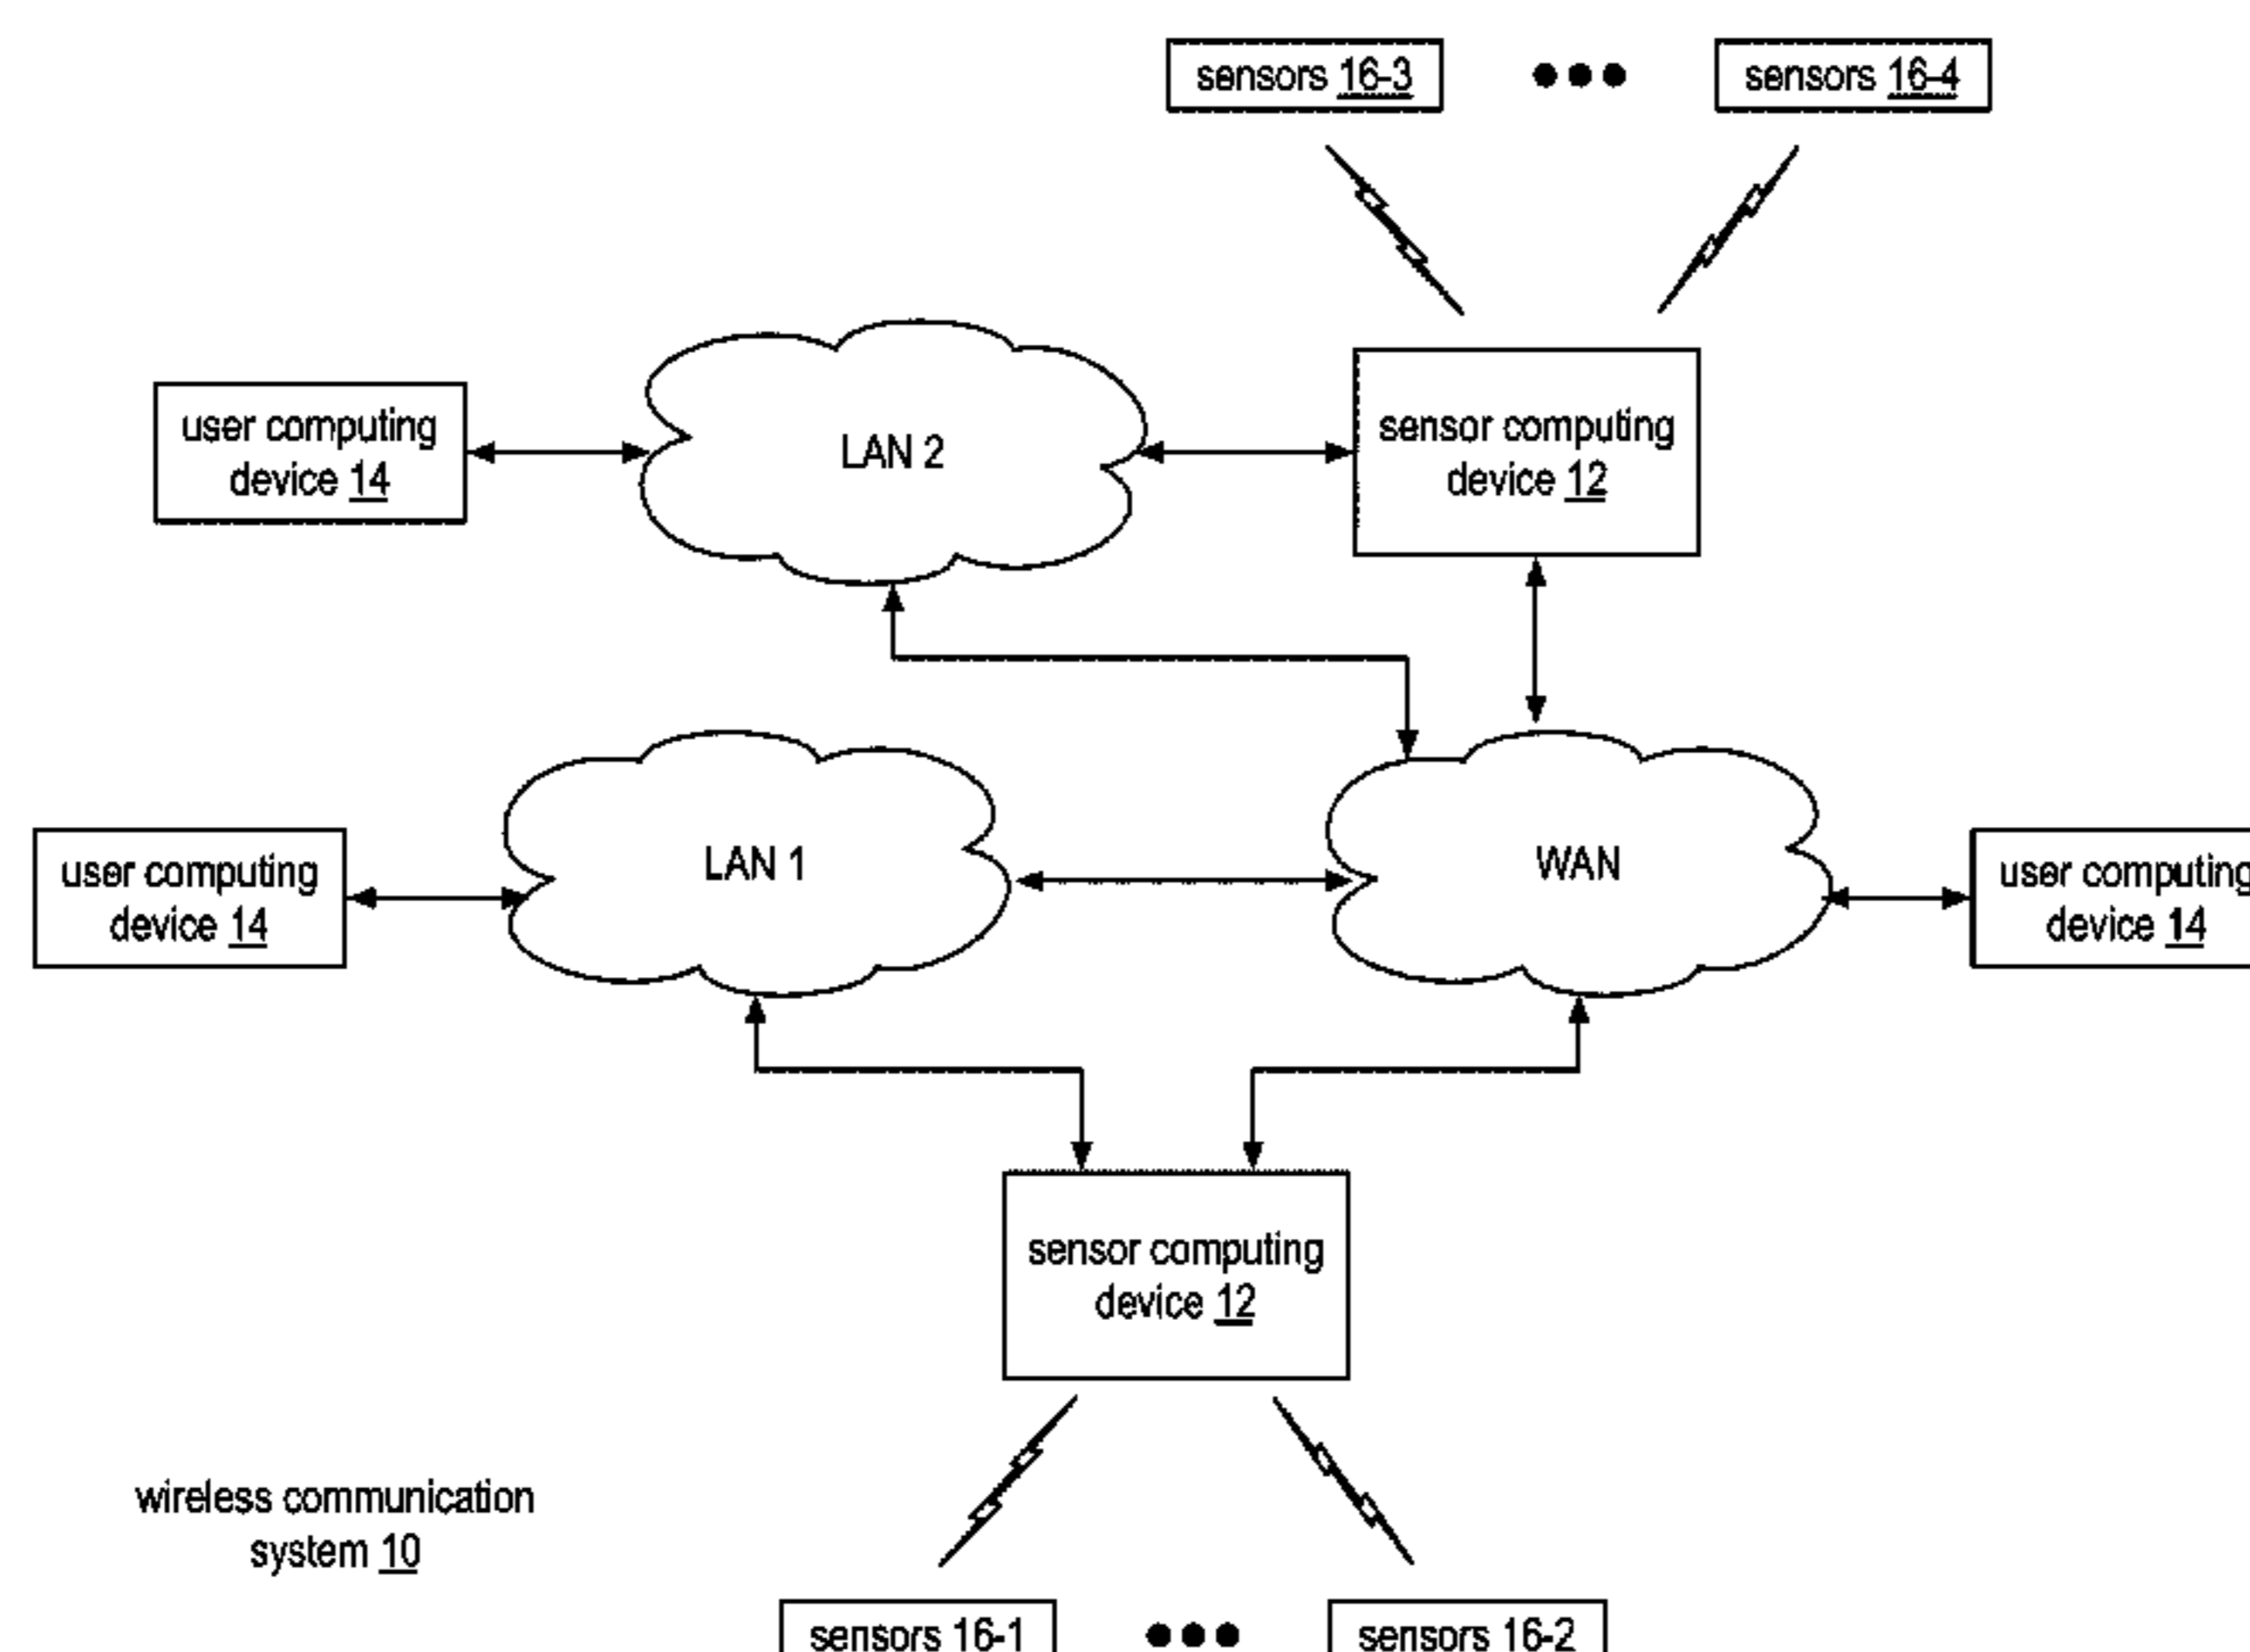 sensors 16-3
sensors 16-4
user computing
device 14
LAN 2
sensor computing
device 12
user computing
device 14
LAN 1
WAN
user computing
device 14
sensor computing
device 12
wireless communication
system 10
sensors 16-1
sensors 16-2